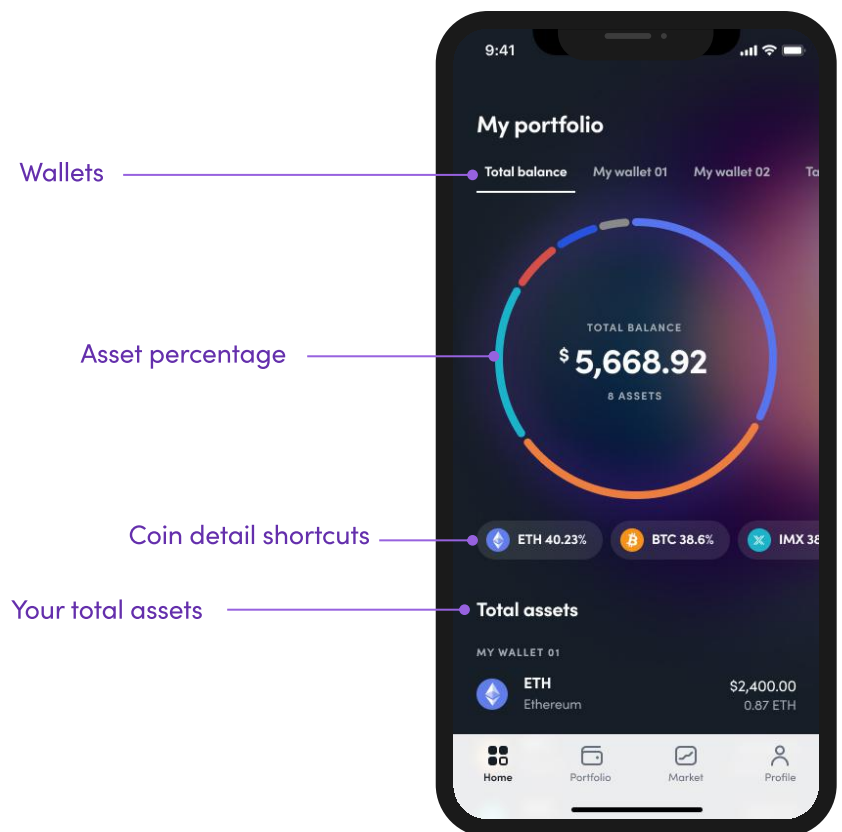 9:41
My portfolio
Wallets
Total balance My wallet 01 My wallet 02
TOTAL BALANCE
Asset percentage
$ 5,668.92
8 ASSETS
Coin detail shortcuts
ETH 40.23% BTC 38.6% IMX 38
Your total assets
Total assets
MY WALLET 01
ETH $2,400.00
Ethereum 0.87 ETH
Home Portfolio Market Profile